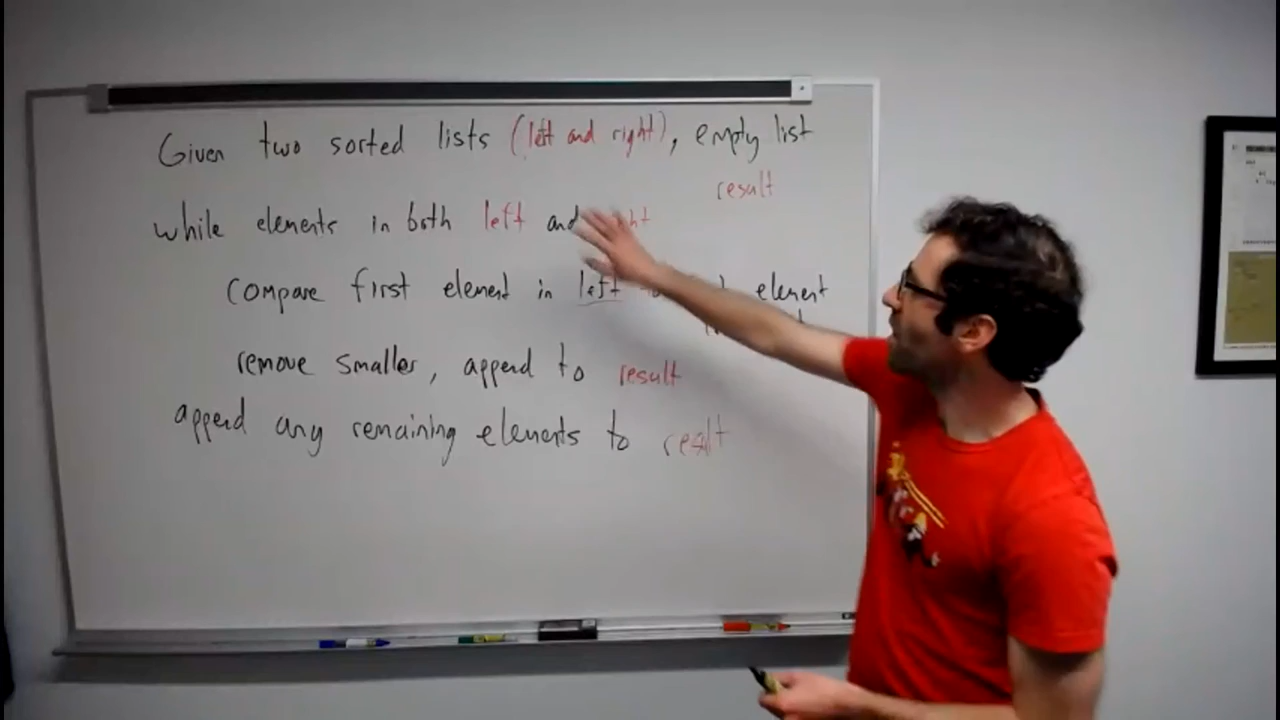 Given two sorted lists (left and right), empty list
result
while elements in both left and
compare first element in left element
remove smaller, append to result
append any remaining elements to result